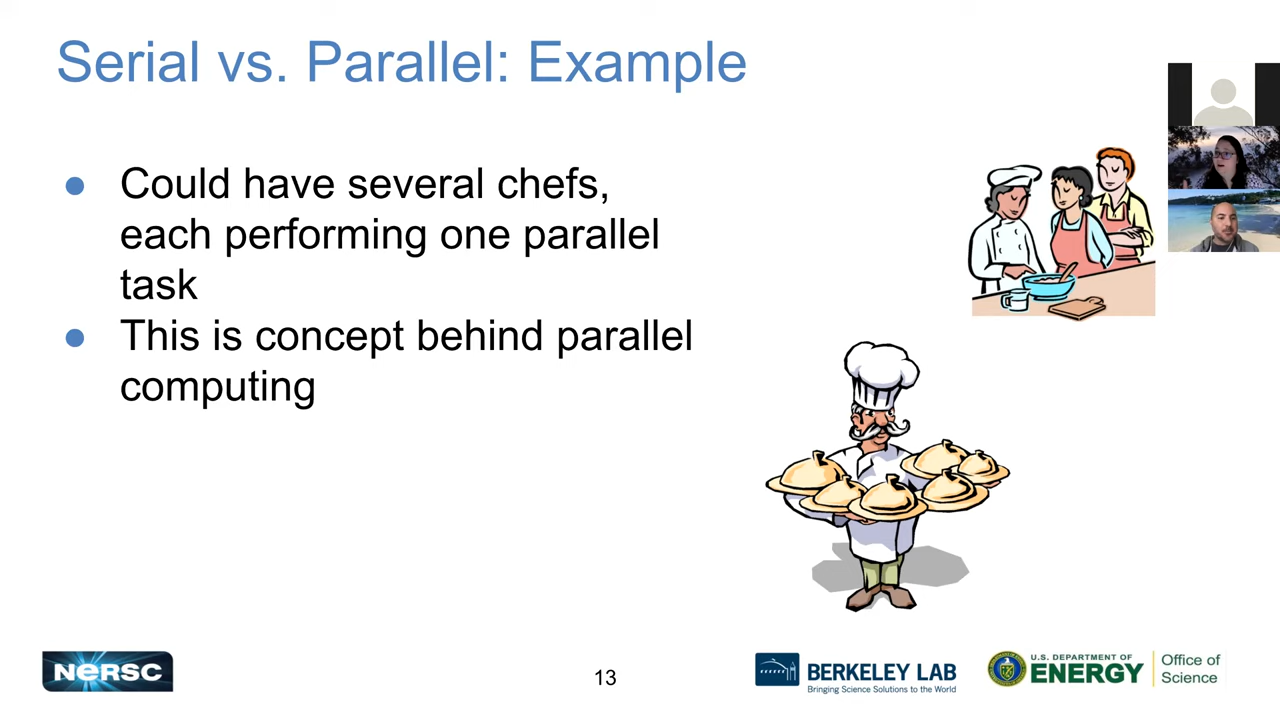 Serial vs. Parallel: Example
● Could have several chefs,
each performing one parallel
task
● This is concept behind parallel
computing
NERSC
13
BERKELEY LAB
Bringing Science Solutions to the World
U.S. DEPARTMENT OF
ENERGY
Office of
Science